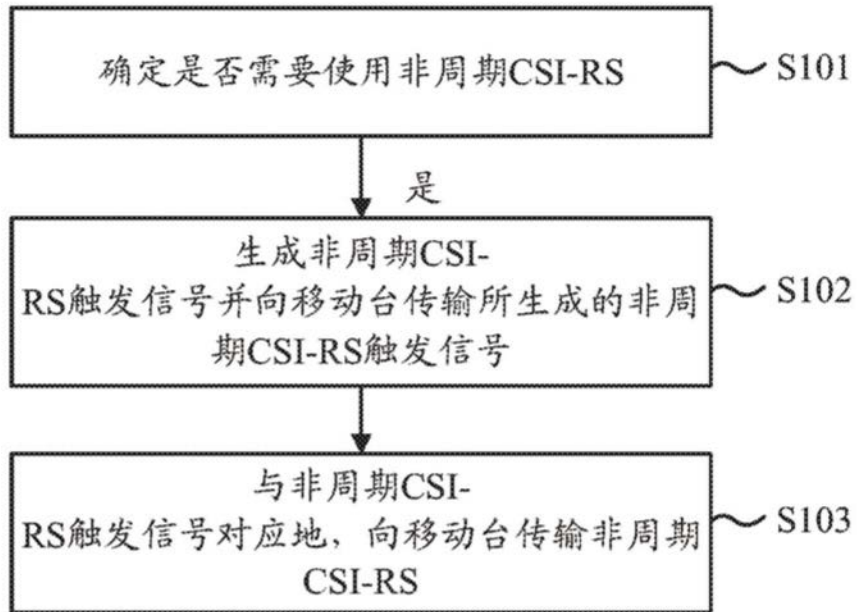 确定是否需要使用非周期CSI-RS
S101
是
生成非周期CSI-
RS触发信号并向移动台传输所生成的非周
期CSI-RS触发信号
S102
与非周期CSI-
RS触发信号对应地，向移动台传输非周期
CSI-RS
S103